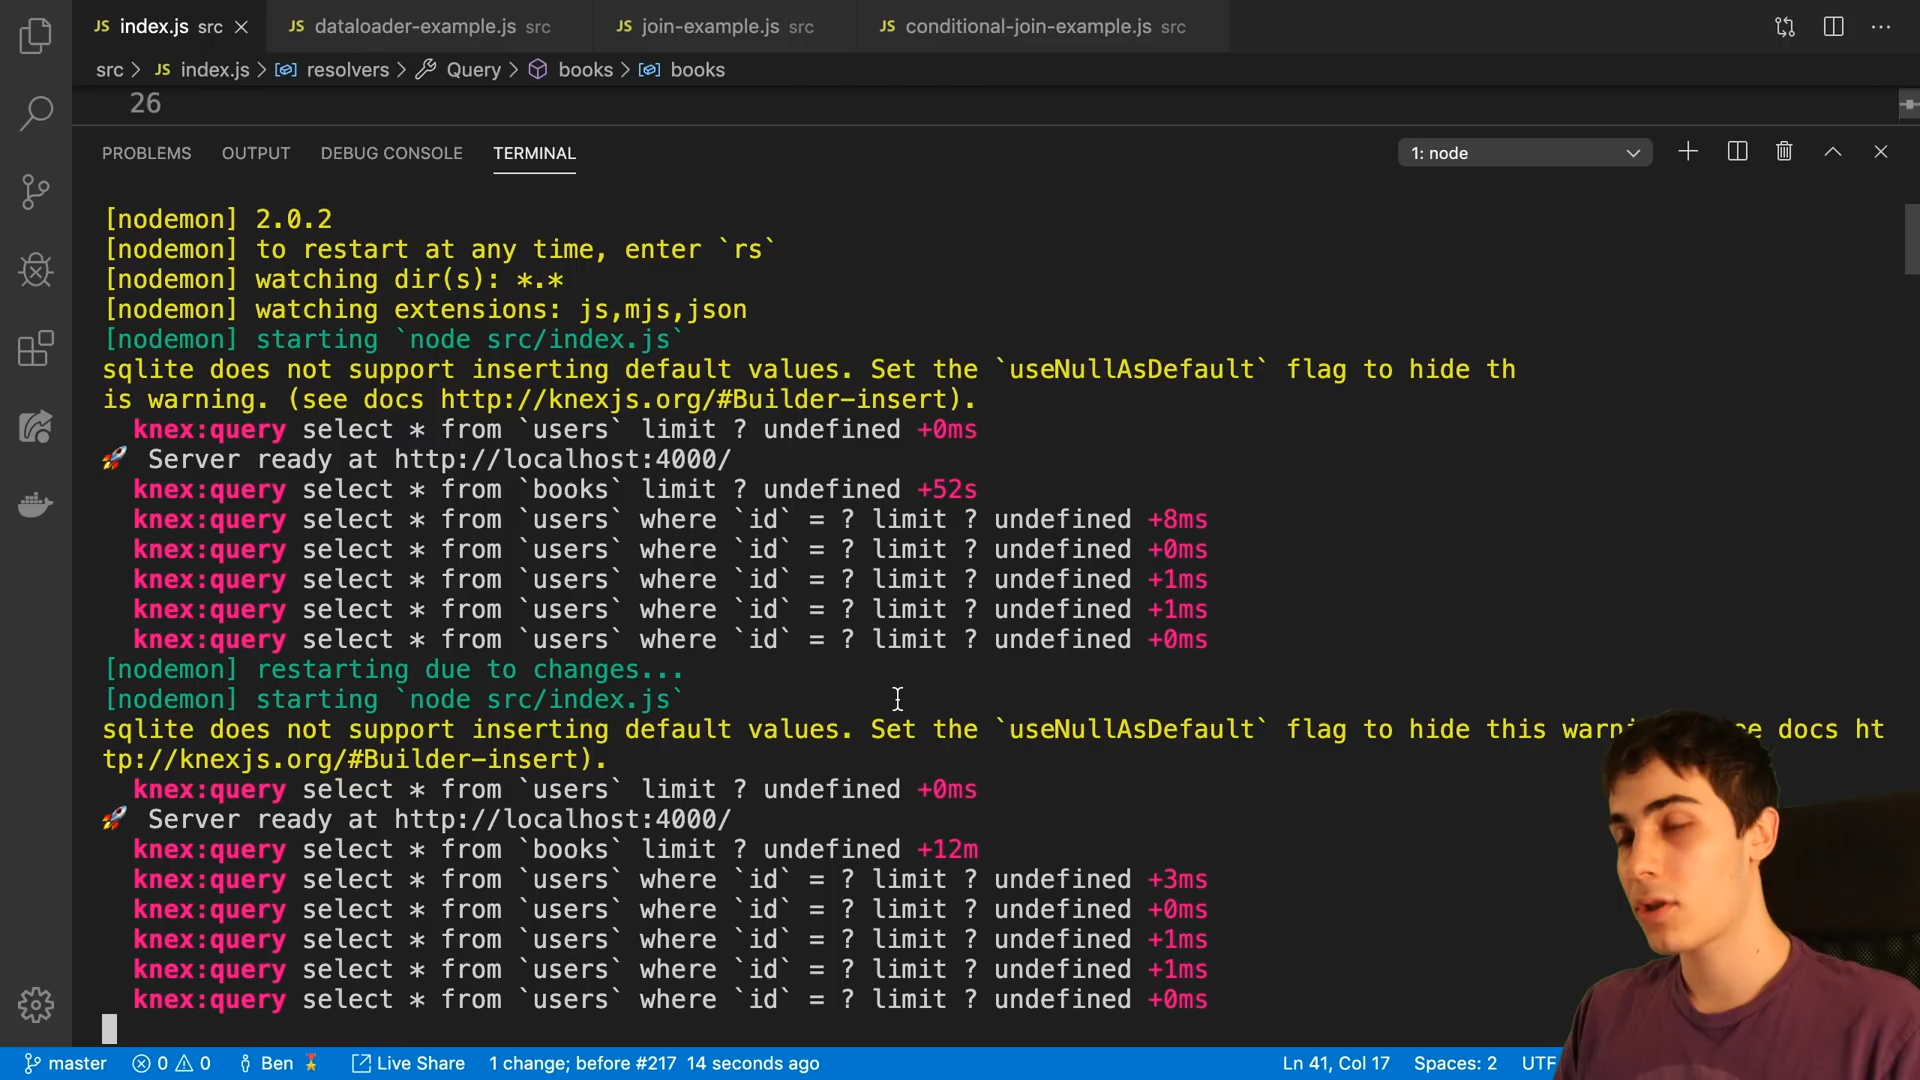 JS index.js src
JS dataloader-example.js src
JS join-example.js src
JS conditional-join-example.js src
src > JS index.js > resolvers > Query > books > books
26
PROBLEMS OUTPUT DEBUG CONSOLE TERMINAL
1: node
[nodemon] 2.0.2
[nodemon] to restart at any time, enter `rs`
[nodemon] watching dir(s): *.*
[nodemon] watching extensions: js,mjs,json
[nodemon] starting `node src/index.js`
sqlite does not support inserting default values. Set the `useNullAsDefault` flag to hide th
is warning. (see docs http://knexjs.org/#Builder-insert).
knex:query select * from `users` limit ? undefined +0ms
🚀 Server ready at http://localhost:4000/
knex:query select * from `books` limit ? undefined +52s
knex:query select * from `users` where `id` = ? limit ? undefined +8ms
knex:query select * from `users` where `id` = ? limit ? undefined +0ms
knex:query select * from `users` where `id` = ? limit ? undefined +1ms
knex:query select * from `users` where `id` = ? limit ? undefined +1ms
knex:query select * from `users` where `id` = ? limit ? undefined +0ms
[nodemon] restarting due to changes...
[nodemon] starting `node src/index.js`
sqlite does not support inserting default values. Set the `useNullAsDefault` flag to hide this docs ht
tp://knexjs.org/#Builder-insert).
knex:query select * from `users` limit ? undefined +0ms
🚀 Server ready at http://localhost:4000/
knex:query select * from `books` limit ? undefined +12m
knex:query select * from `users` where `id` = ? limit ? undefined +3ms
knex:query select * from `users` where `id` = ? limit ? undefined +0ms
knex:query select * from `users` where `id` = ? limit ? undefined +1ms
knex:query select * from `users` where `id` = ? limit ? undefined +1ms
knex:query select * from `users` where `id` = ? limit ? undefined +0ms
master 0 0 Ben Live Share 1 change; before #217 14 seconds ago Ln 41, Col 17 Spaces: 2 UTF